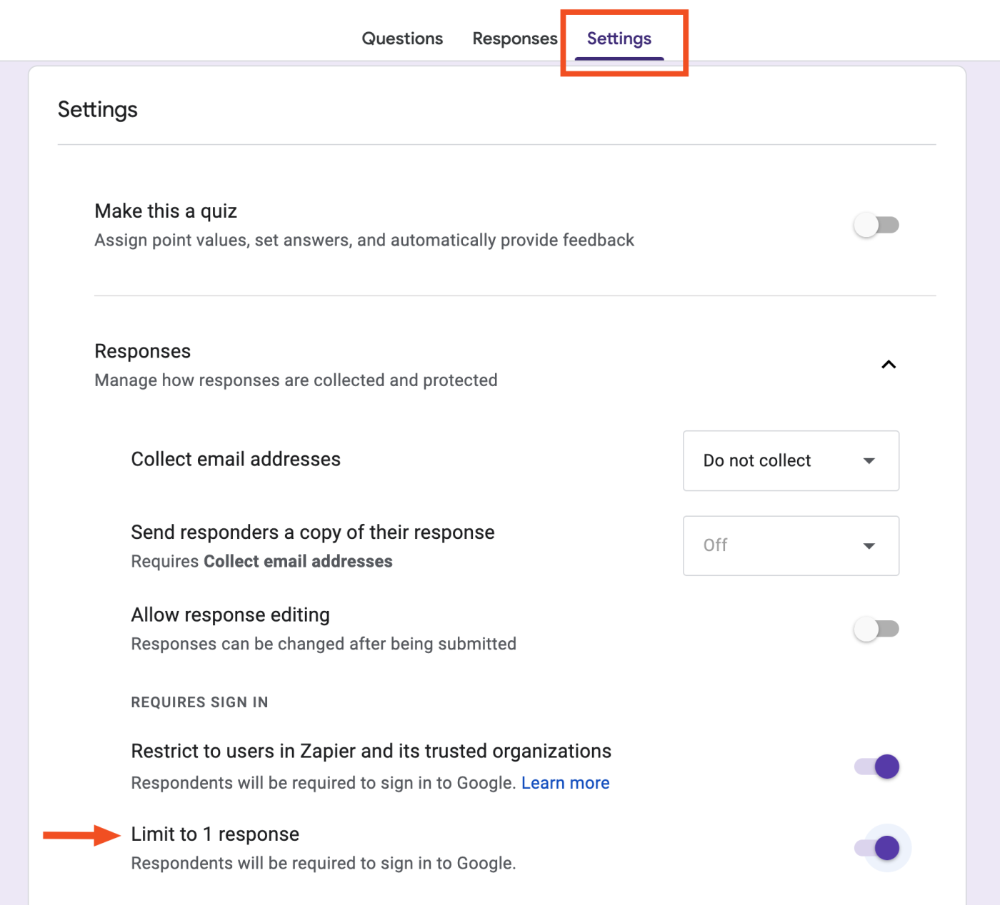 Questions Responses Settings
Settings
Make this a quiz
Assign point values, set answers, and automatically provide feedback
Responses
Manage how responses are collected and protected
Collect email addresses
Do not collect
Send responders a copy of their response
Requires Collect email addresses
Off
Allow response editing
Responses can be changed after being submitted
REQUIRES SIGN IN
Restrict to users in Zapier and its trusted organizations
Respondents will be required to sign in to Google. Learn more
Limit to 1 response
Respondents will be required to sign in to Google.